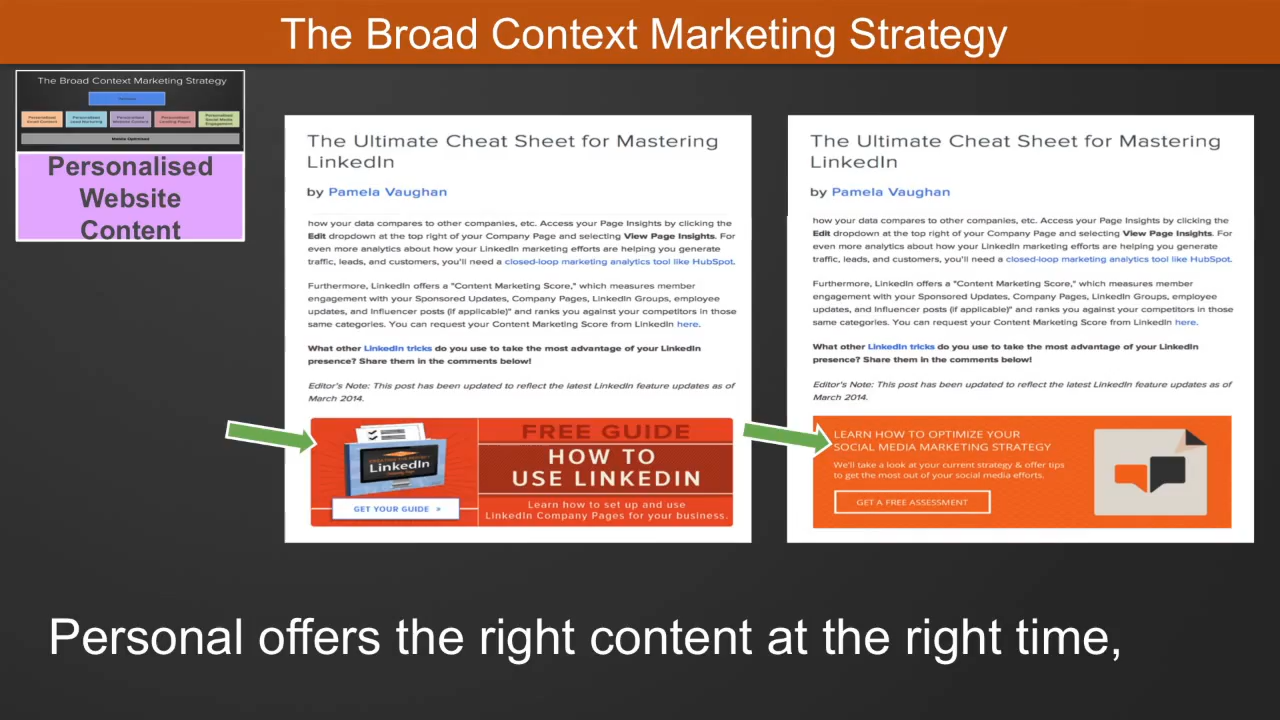 The Broad Context Marketing Strategy
The Broad Context Marketing Strategy
Personalised
Email Content
Personalised
Lead Nurturing
Personalised
Website Content
Personalised
Landing Pages
Personalised
Social Media
Engagement
Mobile Optimised
Personalised
Website
Content
The Ultimate Cheat Sheet for Mastering
LinkedIn
by Pamela Vaughan
how your data compares to other companies, etc. Access your Page Insights by clicking the
Edit dropdown at the top right of your Company Page and selecting View Page Insights. For
even more analytics about how your LinkedIn marketing efforts are helping you generate
traffic, leads, and customers, you'll need a closed-loop marketing analytics tool like HubSpot.
Furthermore, LinkedIn offers a "Content Marketing Score," which measures member
engagement with your Sponsored Updates, Company Pages, LinkedIn Groups, employee
updates, and Influencer posts (if applicable)" and ranks you against your competitors in those
same categories. You can request your Content Marketing Score from LinkedIn here.
What other LinkedIn tricks do you use to take the most advantage of your LinkedIn
presence? Share them in the comments below!
Editor's Note: This post has been updated to reflect the latest LinkedIn feature updates as of
March 2014.
LinkedIn
GET YOUR GUIDE »
FREE GUIDE
HOW TO
USE LINKEDIN
Learn how to set up and use
LinkedIn Company Pages for your business.
The Ultimate Cheat Sheet for Mastering
LinkedIn
by Pamela Vaughan
how your data compares to other companies, etc. Access your Page Insights by clicking the
Edit dropdown at the top right of your Company Page and selecting View Page Insights. For
even more analytics about how your LinkedIn marketing efforts are helping you generate
traffic, leads, and customers, you'll need a closed-loop marketing analytics tool like HubSpot.
Furthermore, LinkedIn offers a "Content Marketing Score," which measures member
engagement with your Sponsored Updates, Company Pages, LinkedIn Groups, employee
updates, and Influencer posts (if applicable)" and ranks you against your competitors in those
same categories. You can request your Content Marketing Score from LinkedIn here.
What other LinkedIn tricks do you use to take the most advantage of your LinkedIn
presence? Share them in the comments below!
Editor's Note: This post has been updated to reflect the latest LinkedIn feature updates as of
March 2014.
LEARN HOW TO OPTIMIZE YOUR
SOCIAL MEDIA MARKETING STRATEGY
We'll take a look at your current strategy & offer tips
to get the most out of your social media efforts.
GET A FREE ASSESSMENT
Personal offers the right content at the right time,